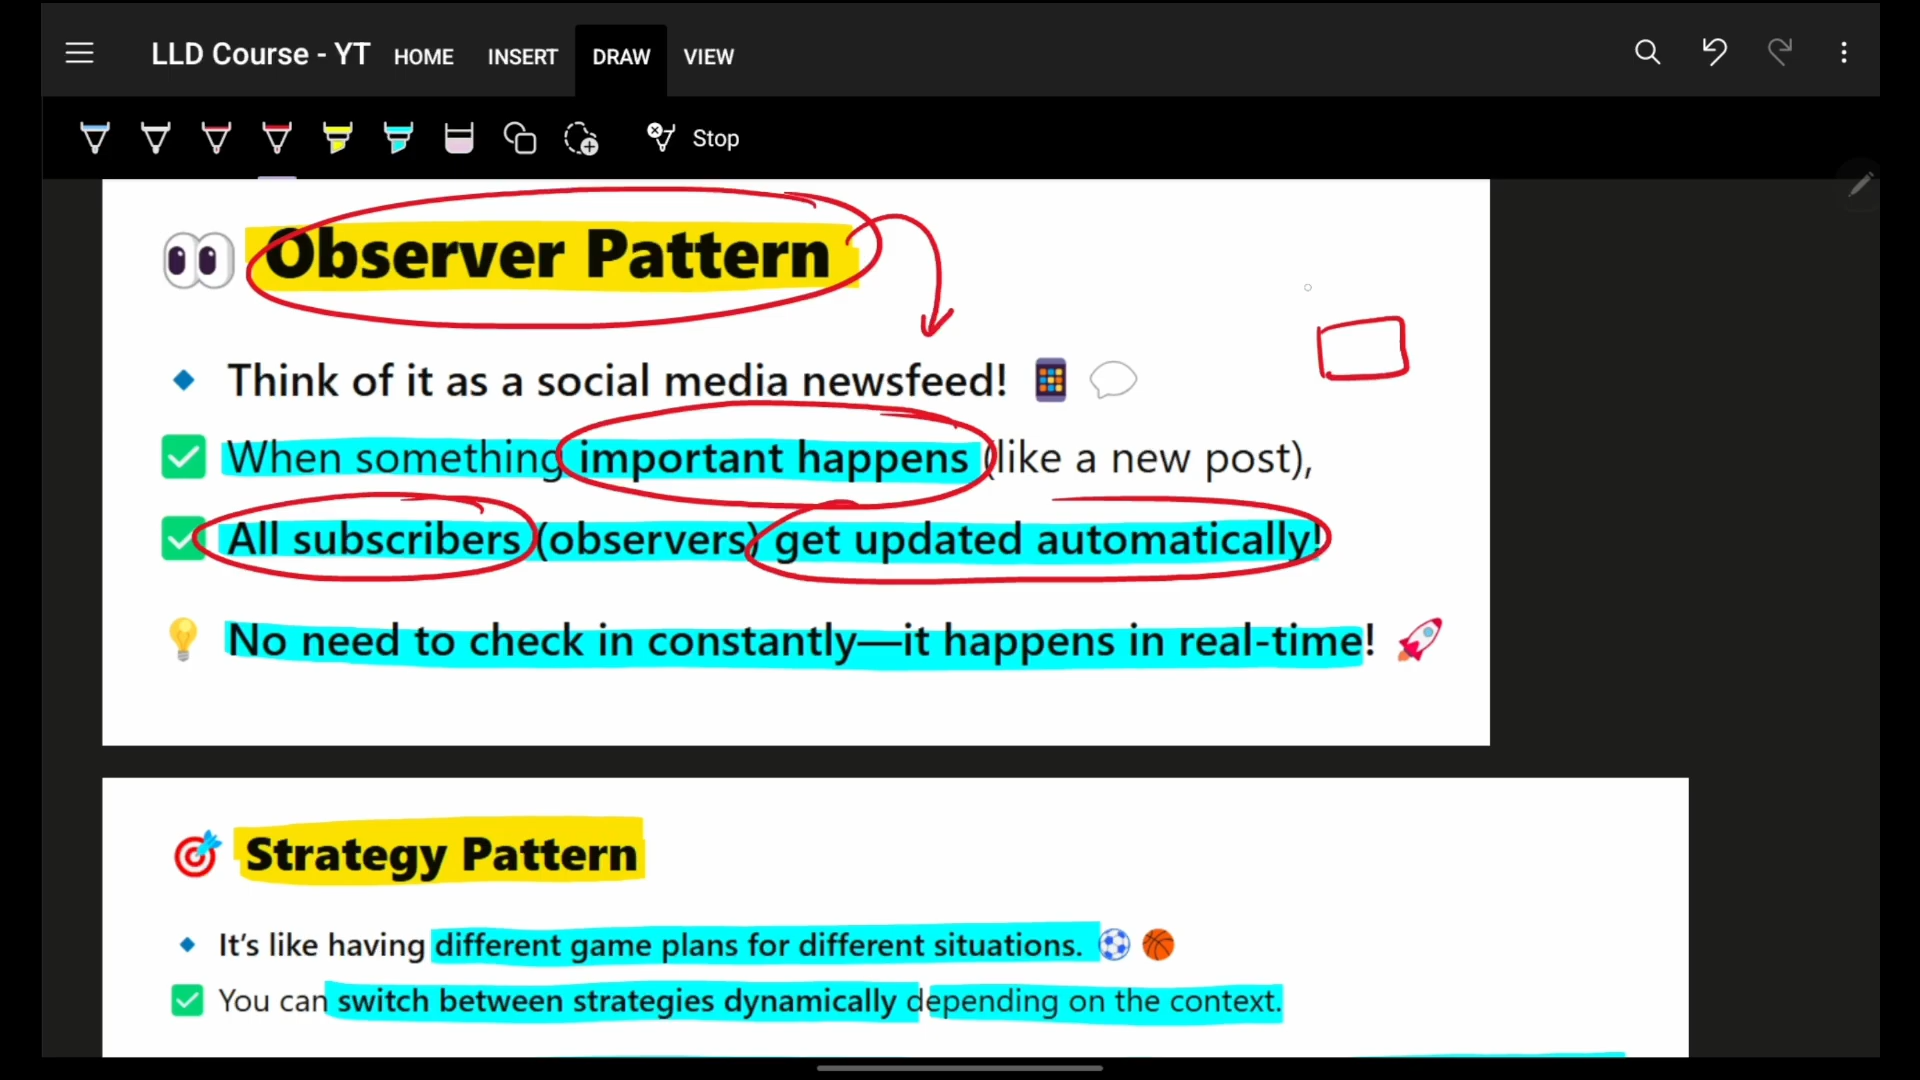 LLD Course - YT HOME INSERT DRAW VIEW
Stop
Observer Pattern
Think of it as a social media newsfeed!
When something important happens (like a new post),
All subscribers (observers) get updated automatically!
No need to check in constantly—it happens in real-time!
Strategy Pattern
It’s like having different game plans for different situations.
You can switch between strategies dynamically depending on the context.